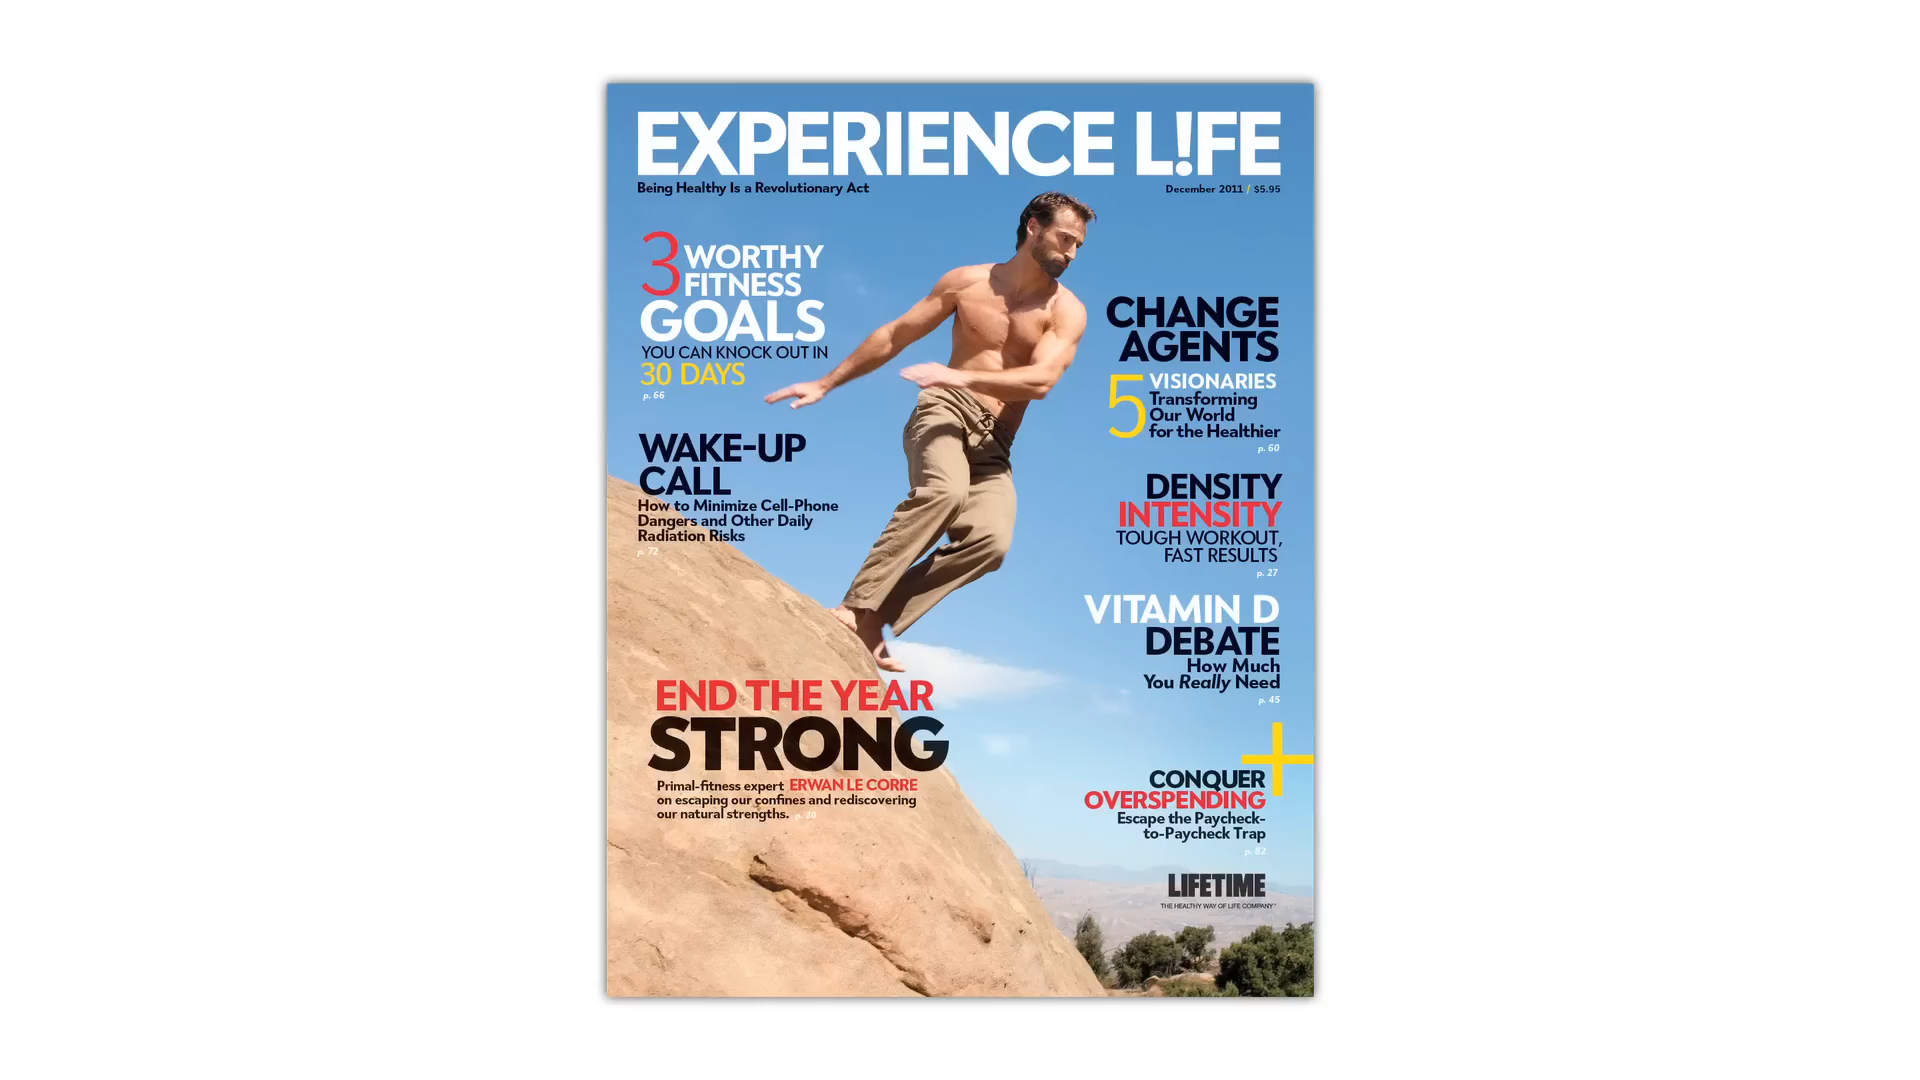 EXPERIENCE L!FE
Being Healthy Is a Revolutionary Act
December 2011 / $5.95
3 WORTHY
FITNESS
GOALS
YOU CAN KNOCK OUT IN
30 DAYS
p. 66
WAKE-UP
CALL
How to Minimize Cell-Phone
Dangers and Other Daily
Radiation Risks
p. 72
END THE YEAR
STRONG
Primal-fitness expert ERWAN LE CORRE
on escaping our confines and rediscovering
our natural strengths. p. 20
CHANGE
AGENTS
5 VISIONARIES
Transforming
Our World
for the Healthier
p. 60
DENSITY
INTENSITY
TOUGH WORKOUT,
FAST RESULTS
p. 27
VITAMIN D
DEBATE
How Much
You Really Need
p. 45
+
CONQUER
OVERSPENDING
Escape the Paycheck-
to-Paycheck Trap
p. 82
LIFETIME
THE HEALTHY WAY OF LIFE COMPANY